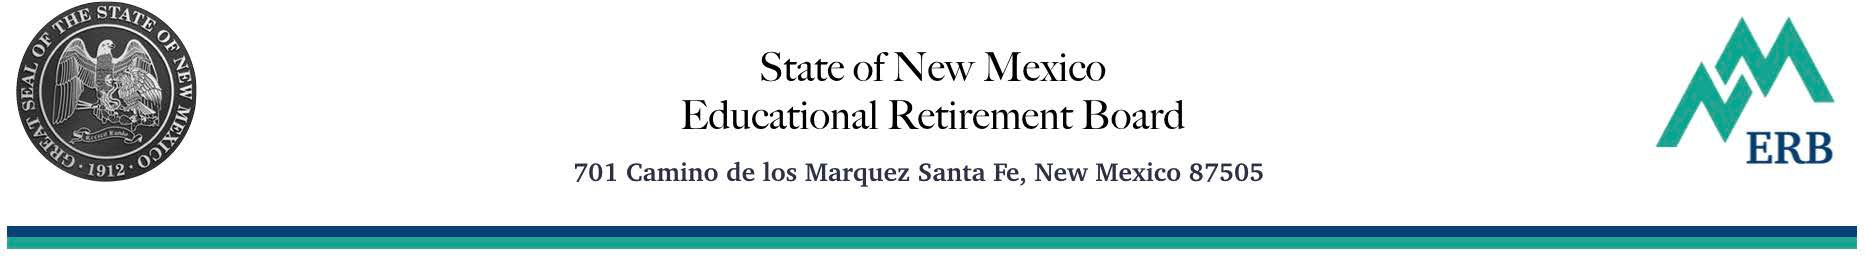 GREAT SEAL OF THE STATE OF NEW MEXICO
· 1912 ·
State of New Mexico
Educational Retirement Board
701 Camino de los Marquez Santa Fe, New Mexico 87505
ERB